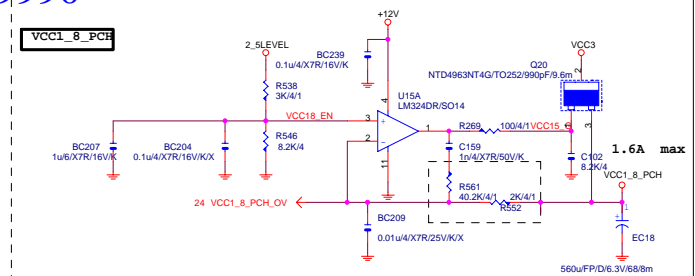 VCC1_8_PCH
+12V
2_5LEVEL
BC239
0.1u/4/X7R/16V/K
VCC3
Q20
NTD4963NT4G/TO252/990pF/9.6m
2
R538
3K/4/1
U15A
LM324DR/SO14
4
VCC18_EN
3
+
2
-
1
11
R269
100/4/1
VCC15
3
BC207
1u/6/X7R/16V/K
BC204
0.1u/4/X7R/16V/K/X
R546
8.2K/4
C159
1n/4/X7R/50V/K
C102
8.2K/4
1.6A max
VCC1_8_PCH
R561
40.2K/4/1
2K/4/1
R552
24 VCC1_8_PCH_OV
BC209
0.01u/4/X7R/25V/K/X
1
EC18
560u/FP/D/6.3V/68/8m